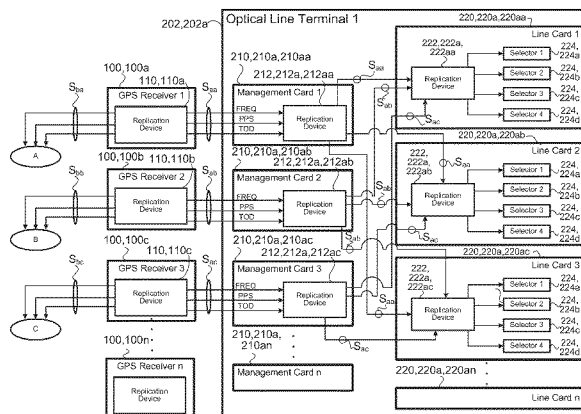 202,202a
Optical Line Terminal 1
220,220a,220aa
Line Card 1
222,222a,
222aa
Replication
Device
Selector 1
224,
224a
Selector 2
224,
224b
Selector 3
224,
224c
Selector 4
224,
224d
100,100a
110,110a
GPS Receiver 1
Replication
Device
Sba
Saa
A
210,210a,210aa
212,212a,212aa
Management Card 1
FREQ
PPS
TOD
Replication
Device
Saa
Sab
Sac
Saa
220,220a,220ab
Line Card 2
222,
222a,
222ab
Replication
Device
Selector 1
224,
224a
Selector 2
224,
224b
Selector 3
224,
224c
Selector 4
224,
224d
100,100b
110,110b
GPS Receiver 2
Replication
Device
Sbb
Sab
B
210,210a,210ab
212,212a,212ab
Management Card 2
FREQ
PPS
TOD
Replication
Device
Sab
Sab
Sac
220,220a,220ac
Line Card 3
222,
222a,
222ac
Replication
Device
Selector 1
224,
224a
Selector 2
224,
224b
Selector 3
224,
224c
Selector 4
224,
224d
100,100c
110,110c
GPS Receiver 3
Replication
Device
Sbc
Sac
C
210,210a,210ac
212,212a,212ac
Management Card 3
FREQ
PPS
TOD
Replication
Device
Saa
Sac
100,100n
GPS Receiver n
Replication
Device
210,210a,
210an
Management Card n
220,220a,220an
Line Card n